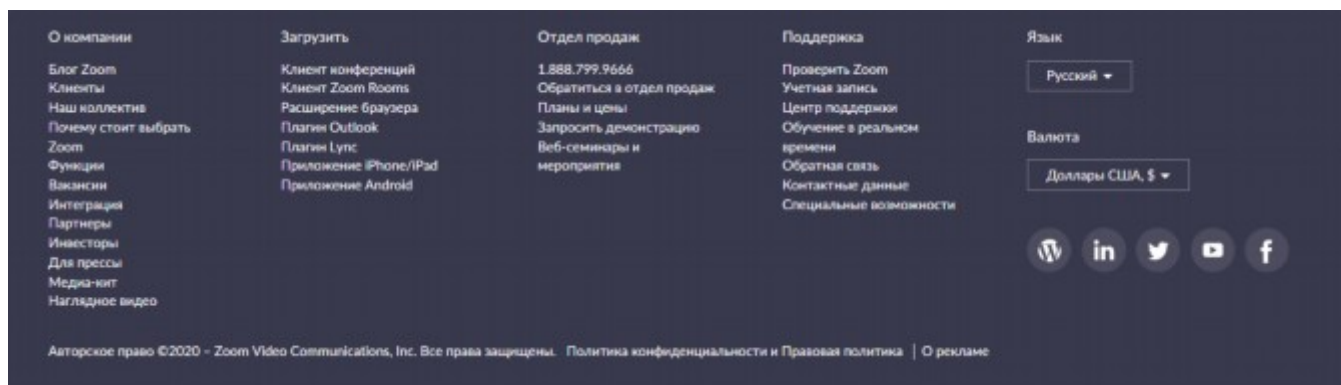 О компании
Блог Zoom
Клиенты
Наш коллектив
Почему стоит выбрать
Zoom
Функции
Вакансии
Интеграция
Партнеры
Инвесторы
Для прессы
Медиа-кит
Наглядное видео
Загрузить
Клиент конференций
Клиент Zoom Rooms
Расширение браузера
Плагин Outlook
Плагин Lync
Приложение iPhone/iPad
Приложение Android
Отдел продаж
1.888.799.9666
Обратиться в отдел продаж
Планы и цены
Запросить демонстрацию
Веб-семинары и
мероприятия
Поддержка
Проверить Zoom
Учетная запись
Центр поддержки
Обучение в реальном
времени
Обратная связь
Контактные данные
Специальные возможности
Язык
Русский
Валюта
Доллары США, $
in
f
Авторское право ©2020 – Zoom Video Communications, Inc. Все права защищены. Политика конфиденциальности и Правовая политика | О рекламе